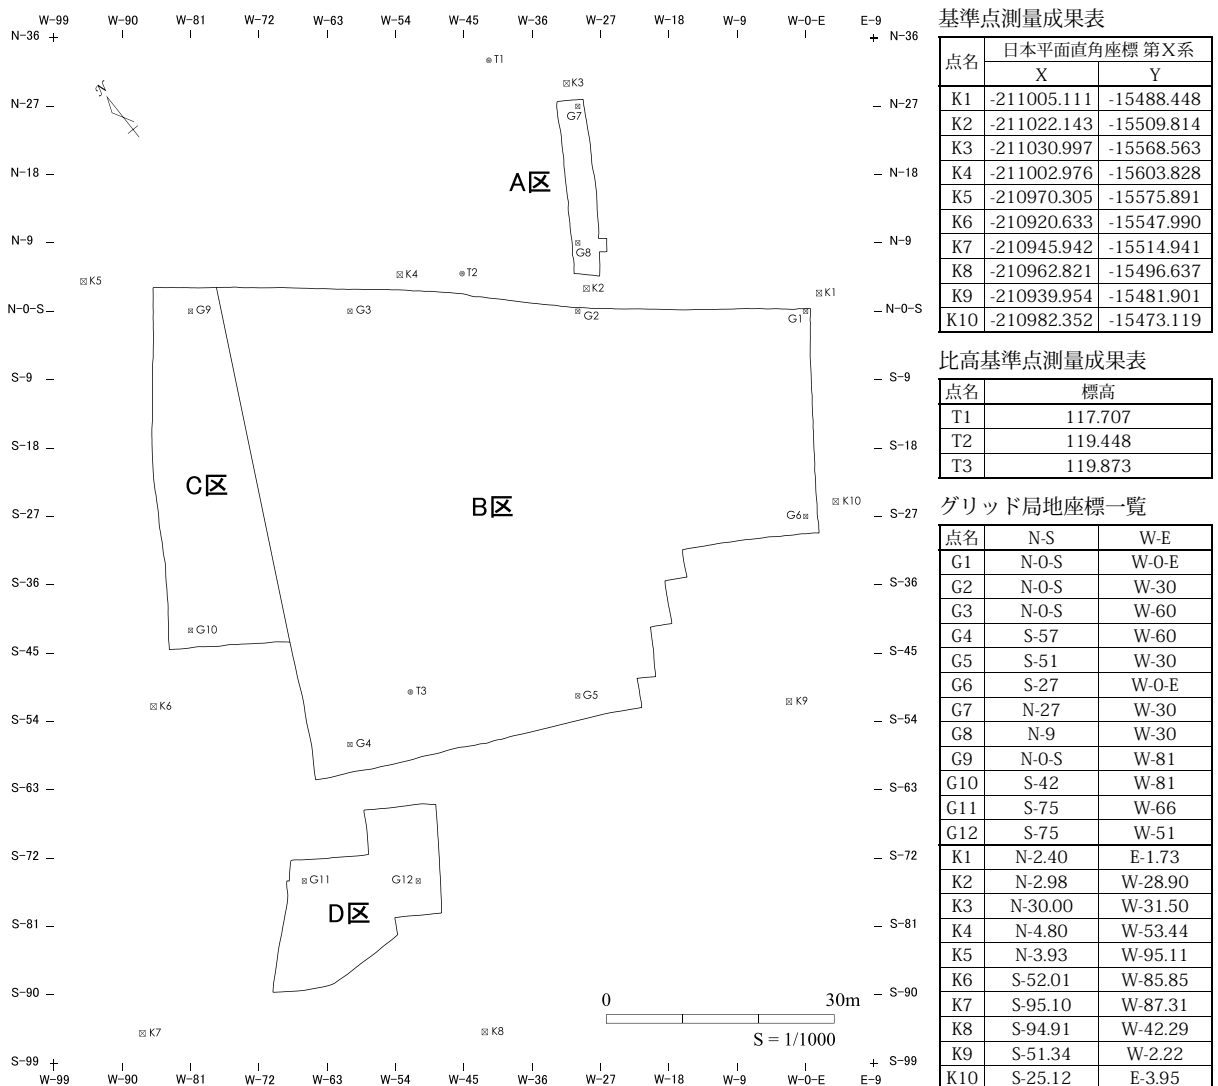 W-99 W-90 W-81 W-72 W-63 W-54 W-45 W-36 W-27 W-18 W-9 W-0-E E-9
N-36 N-36
N-27 N-27
N-18 N-18
N-9 N-9
N-0-S N-0-S
S-9 S-9
S-18 S-18
S-27 S-27
S-36 S-36
S-45 S-45
S-54 S-54
S-63 S-63
S-72 S-72
S-81 S-81
S-90 S-90
S-99 S-99
W-99 W-90 W-81 W-72 W-63 W-54 W-45 W-36 W-27 W-18 W-9 W-0-E E-9
N
T1
K3
G7
A区
G8
K5
K4
T2
K2
K1
G9
G3
G2
G1
C区
B区
K10
G6
G10
T3
G5
K6
K9
G4
G11
G12
D区
K7
K8
0 30m
S = 1/1000
基準点測量成果表
点名 日本平面直角座標 第X系
X Y
K1 -211005.111 -15488.448
K2 -211022.143 -15509.814
K3 -211030.997 -15568.563
K4 -211002.976 -15603.828
K5 -210970.305 -15575.891
K6 -210920.633 -15547.990
K7 -210945.942 -15514.941
K8 -210962.821 -15496.637
K9 -210939.954 -15481.901
K10 -210982.352 -15473.119
比高基準点測量成果表
点名 標高
T1 117.707
T2 119.448
T3 119.873
グリッド局地座標一覧
点名 N-S W-E
G1 N-0-S W-0-E
G2 N-0-S W-30
G3 N-0-S W-60
G4 S-57 W-60
G5 S-51 W-30
G6 S-27 W-0-E
G7 N-27 W-30
G8 N-9 W-30
G9 N-0-S W-81
G10 S-42 W-81
G11 S-75 W-66
G12 S-75 W-51
K1 N-2.40 E-1.73
K2 N-2.98 W-28.90
K3 N-30.00 W-31.50
K4 N-4.80 W-53.44
K5 N-3.93 W-95.11
K6 S-52.01 W-85.85
K7 S-95.10 W-87.31
K8 S-94.91 W-42.29
K9 S-51.34 W-2.22
K10 S-25.12 E-3.95